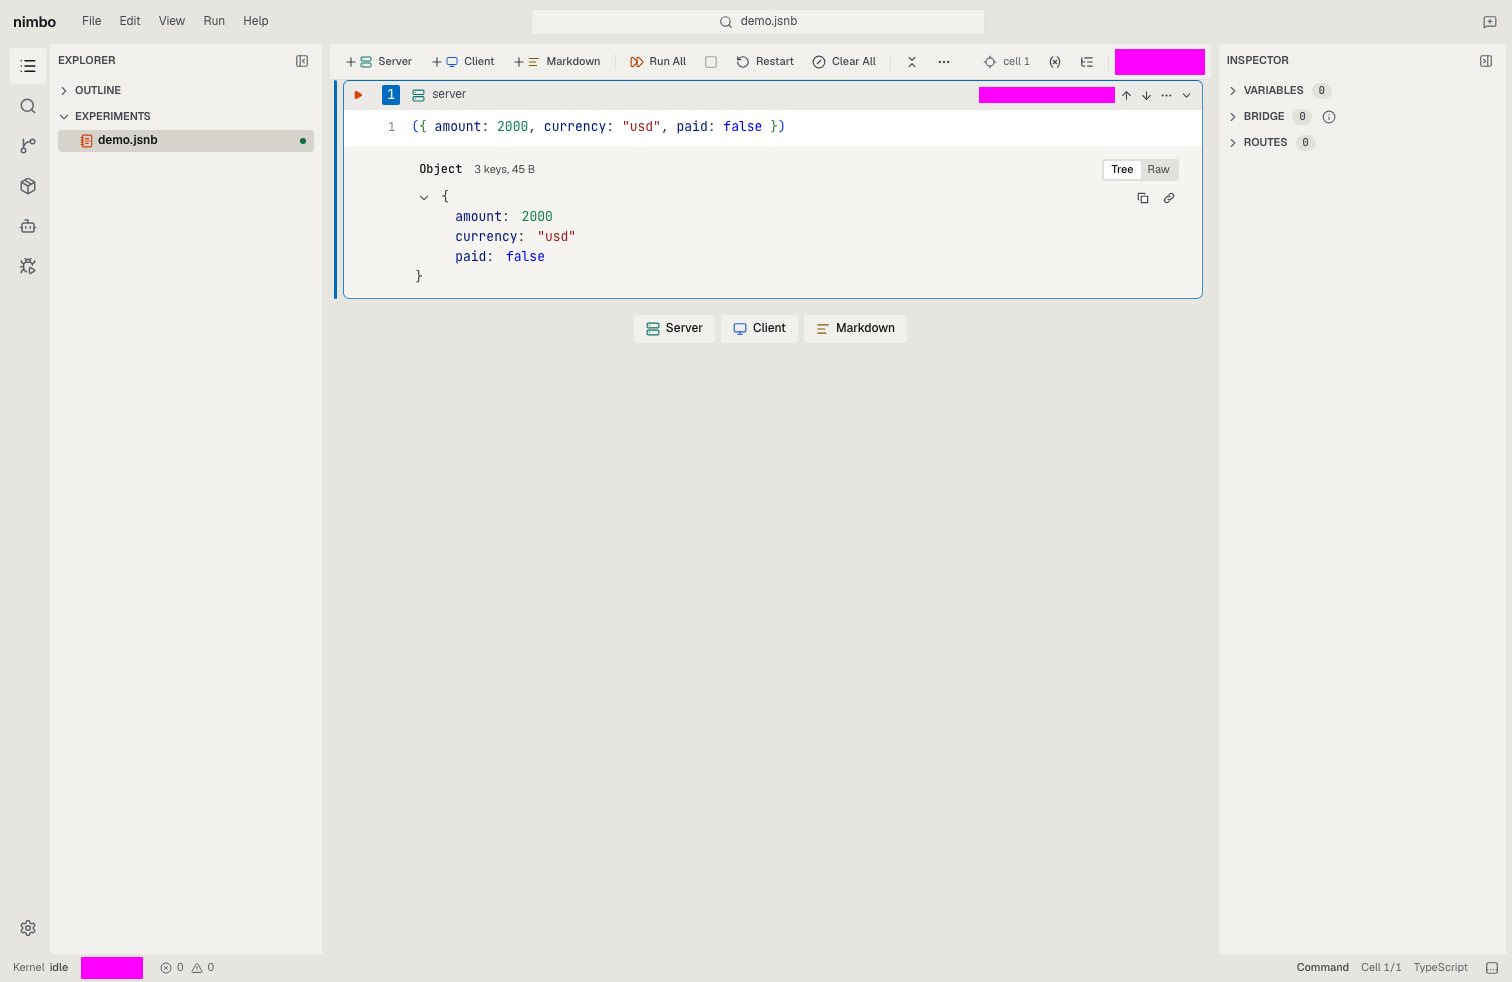 nimbo File Edit View Run Help
demo.jsnb
EXPLORER
OUTLINE
EXPERIMENTS
demo.jsnb
Server Client Markdown Run All Restart Clear All cell 1
1 server
1 ({ amount: 2000, currency: "usd", paid: false })
Object 3 keys, 45 B
Tree Raw
{
amount: 2000
currency: "usd"
paid: false
}
Server Client Markdown
INSPECTOR
VARIABLES 0
BRIDGE 0
ROUTES 0
Kernel idle 0 0
Command Cell 1/1 TypeScript